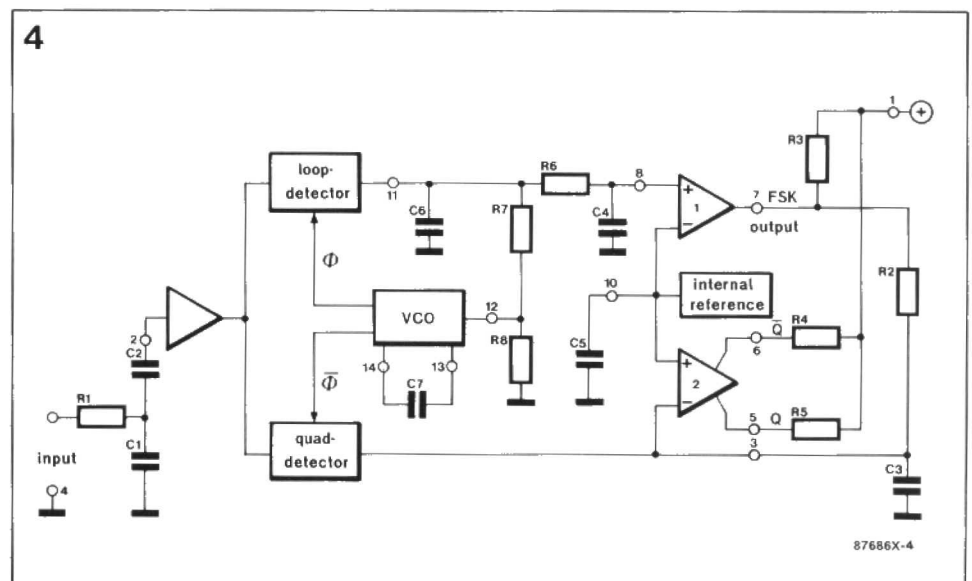 4
1
+
R3
loop-
detector
R6
8
11
+
1
−
7
FSK
output
C6
R7
C4
R2
Φ
10
internal
reference
VCO
12
2
C2
R8
C5
Q̄
R4
6
14
13
+
2
−
R1
Φ̄
C7
5
Q
R5
3
C1
input
quad-
detector
C3
4
87686X-4